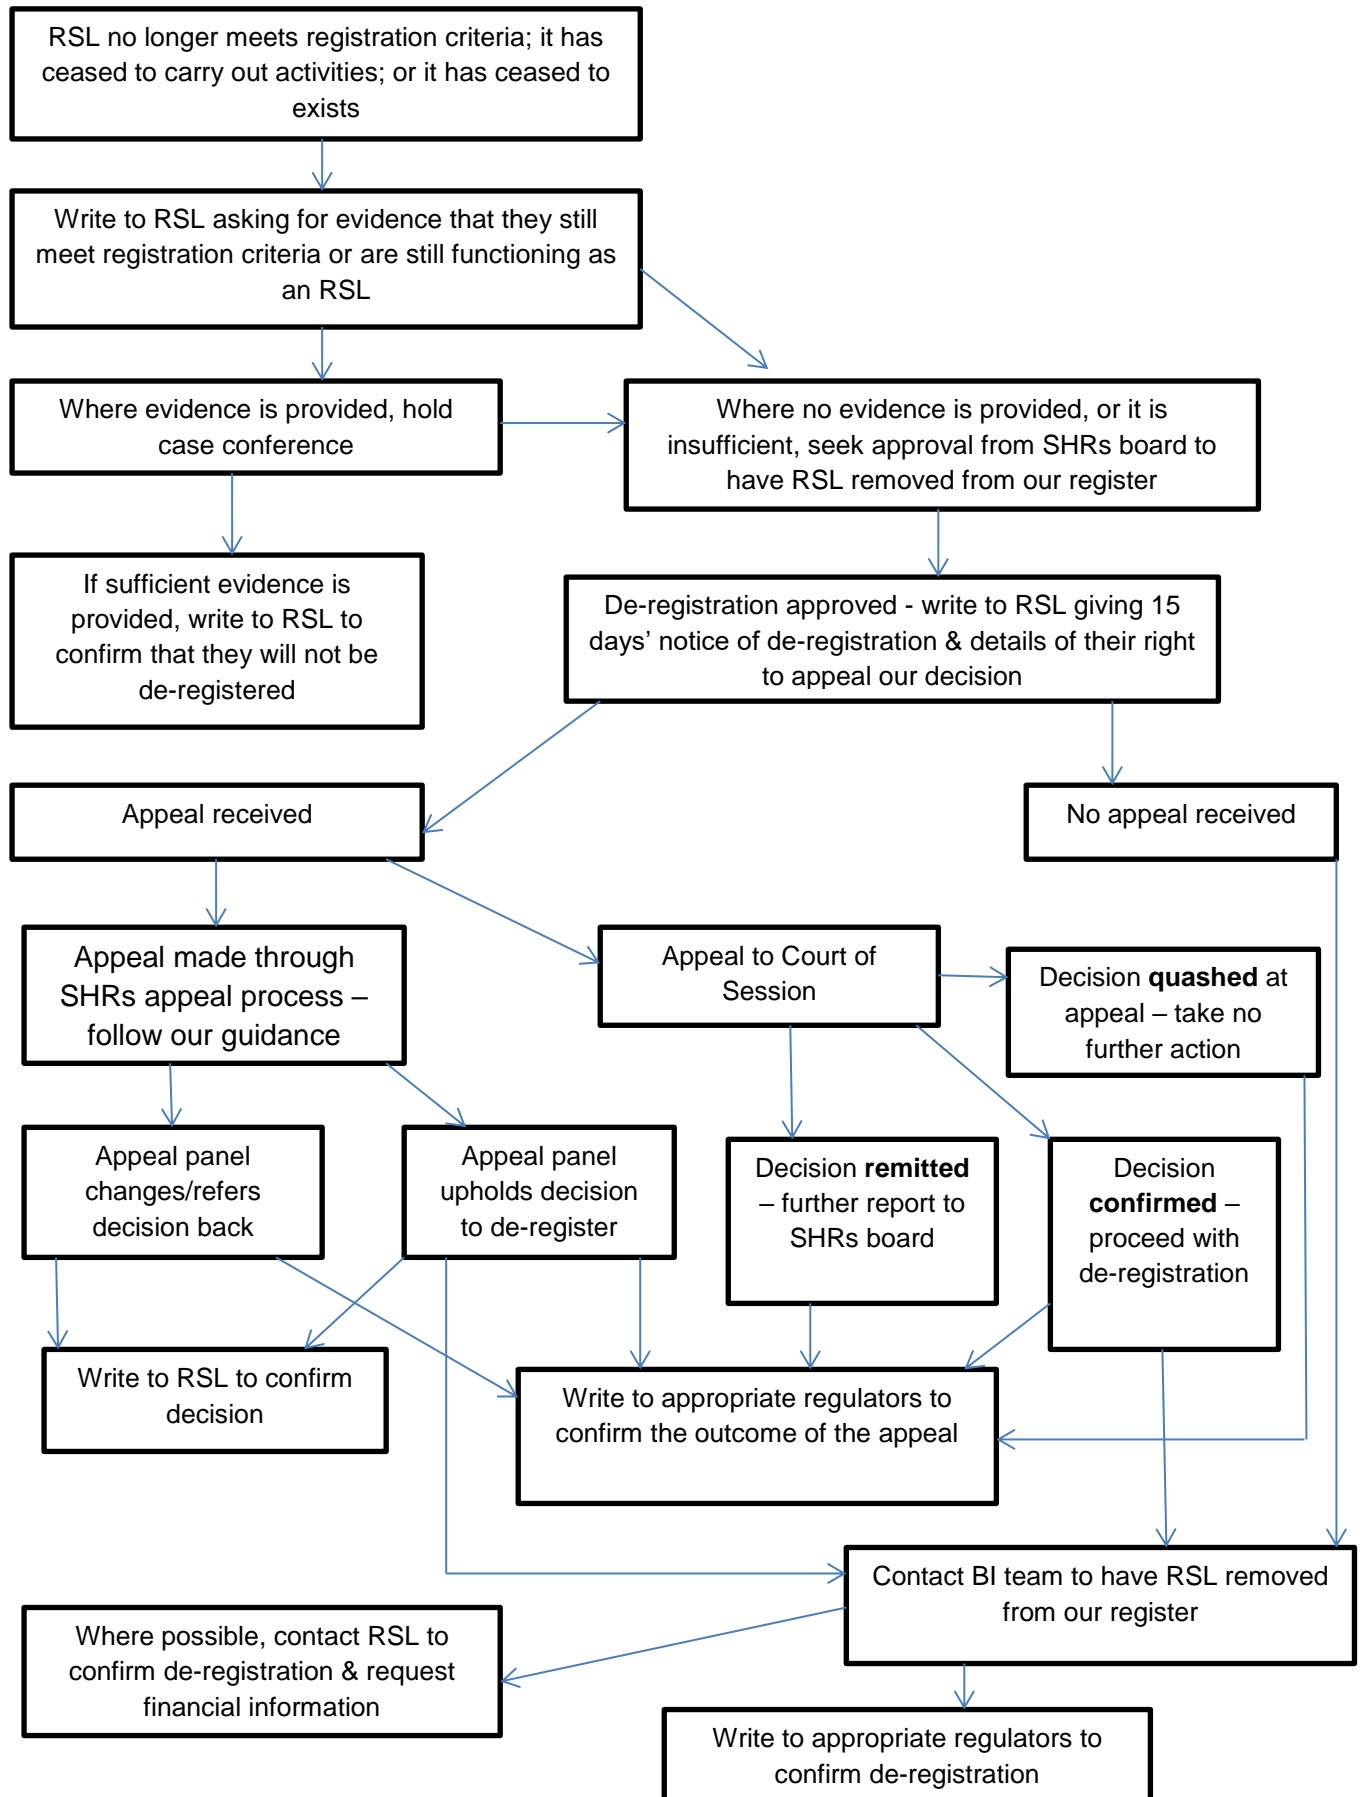 RSL no longer meets registration criteria; it has
ceased to carry out activities; or it has ceased to
exists
Write to RSL asking for evidence that they still
meet registration criteria or are still functioning as
an RSL
Where evidence is provided, hold
case conference
Where no evidence is provided, or it is
insufficient, seek approval from SHRs board to
have RSL removed from our register
If sufficient evidence is
provided, write to RSL to
confirm that they will not be
de-registered
De-registration approved - write to RSL giving 15
days’ notice of de-registration & details of their right
to appeal our decision
Appeal received
No appeal received
Appeal made through
SHRs appeal process –
follow our guidance
Appeal to Court of
Session
Decision quashed at
appeal – take no
further action
Appeal panel
changes/refers
decision back
Appeal panel
upholds decision
to de-register
Decision remitted
– further report to
SHRs board
Decision
confirmed –
proceed with
de-registration
Write to RSL to confirm
decision
Write to appropriate regulators to
confirm the outcome of the appeal
Contact BI team to have RSL removed
from our register
Where possible, contact RSL to
confirm de-registration & request
financial information
Write to appropriate regulators to
confirm de-registration